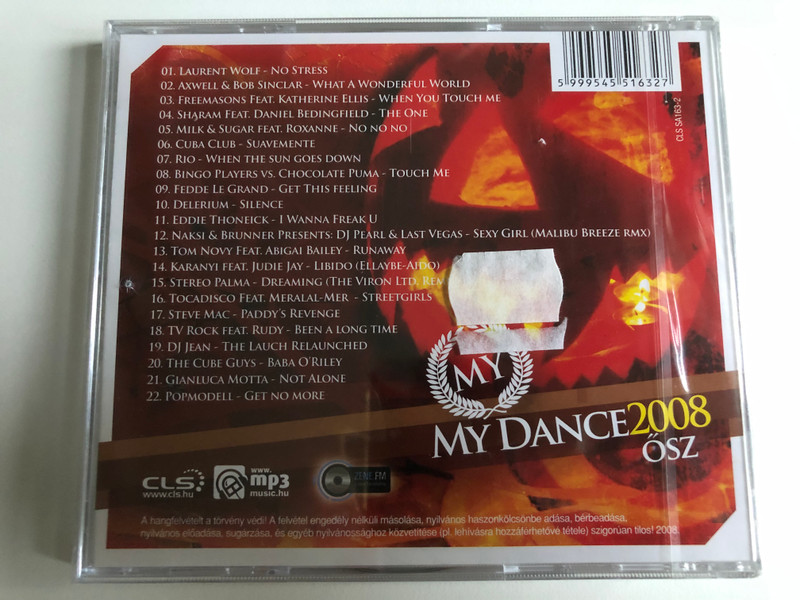 5 999545 516327
CLS SA163-2
01. Laurent Wolf - No Stress
02. Axwell & Bob Sinclar - What A Wonderful World
03. Freemasons Feat. Katherine Ellis - When You Touch me
04. Sharam Feat. Daniel Bedingfield - The One
05. Milk & Sugar feat. Roxanne - No no no
06. Cuba Club - Suavemente
07. Rio - When the sun goes down
08. Bingo Players vs. Chocolate Puma - Touch Me
09. Fedde Le Grand - Get This feeling
10. Delerium - Silence
11. Eddie Thoneick - I Wanna Freak U
12. Naksi & Brunner Presents: DJ Pearl & Last Vegas - Sexy Girl (Malibu Breeze rmx)
13. Tom Novy Feat. Abigai Bailey - Runaway
14. Karanyi feat. Judie Jay - Libido (Ellaybe-Aido)
15. Stereo Palma - Dreaming (The Viron Ltd. Rem
16. Tocadisco Feat. Meralal-Mer - Streetgirls
17. Steve Mac - Paddy's Revenge
18. TV Rock feat. Rudy - Been a long time
19. DJ Jean - The Lauch Relaunched
20. The Cube Guys - Baba O'Riley
21. Gianluca Motta - Not Alone
22. Popmodell - Get no more
MY
My Dance 2008
ŐSZ
CLS
www.cls.hu
www.
mp3
music.hu
ZENE.FM
A hangfelvételt a törvény védi! A felvétel engedély nélküli másolása, nyilvános haszonkölcsönbe adása, bérbeadása,
nyilvános előadása, sugárzása, és egyéb nyilvánossághoz közvetítése (pl. lehívásra hozzáférhetővé tétele) szigorúan tilos! 2008.